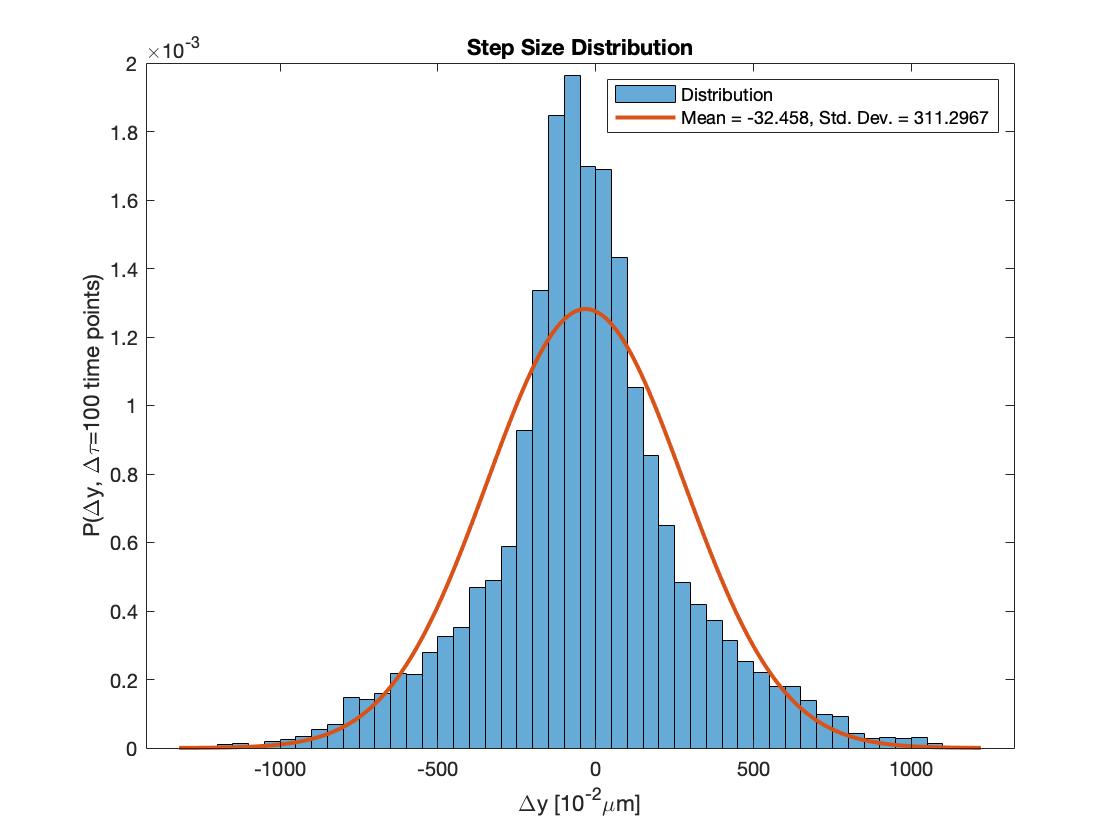 Step Size Distribution
×10⁻³
Distribution
Mean = -32.458, Std. Dev. = 311.2967
2
1.8
1.6
1.4
1.2
1
0.8
0.6
0.4
0.2
0
P(Δy, Δτ=100 time points)
-1000 -500 0 500 1000
Δy [10⁻²μm]